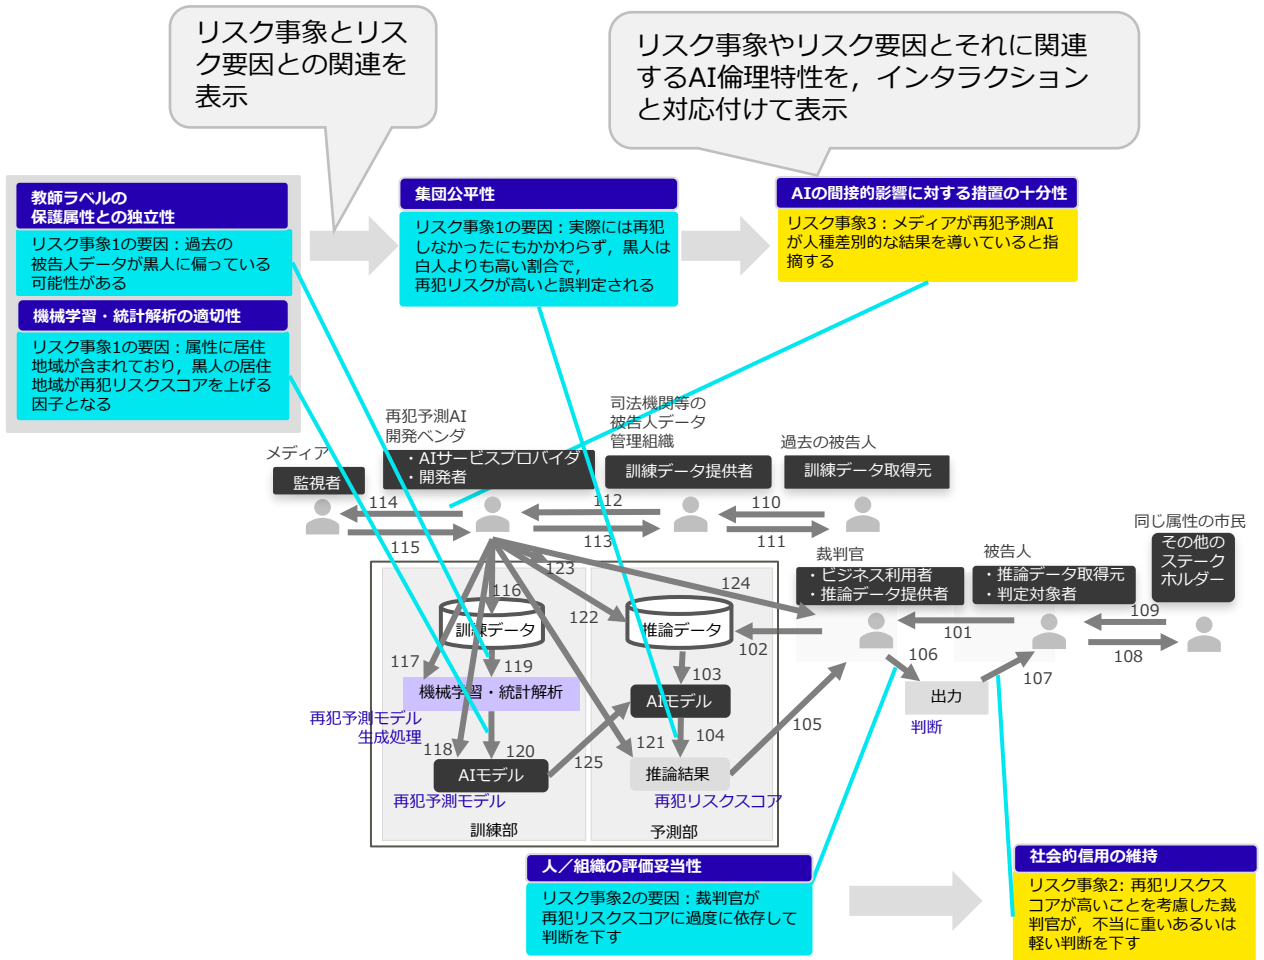 リスク事象とリス
ク要因との関連を
表示
リスク事象やリスク要因とそれに関連
するAI倫理特性を，インタラクション
と対応付けて表示
教師ラベルの
保護属性との独立性
リスク事象1の要因：過去の
被告人データが黒人に偏っている
可能性がある
機械学習・統計解析の適切性
リスク事象1の要因：属性に居住
地域が含まれており，黒人の居住
地域が再犯リスクスコアを上げる
因子となる
集団公平性
リスク事象1の要因：実際には再犯
しなかったにもかかわらず，黒人は
白人よりも高い割合で，
再犯リスクが高いと誤判定される
AIの間接的影響に対する措置の十分性
リスク事象3：メディアが再犯予測AI
が人種差別的な結果を導いていると指
摘する
メディア
監視者
再犯予測AI
開発ベンダ
・AIサービスプロバイダ
・開発者
司法機関等の
被告人データ
管理組織
訓練データ提供者
過去の被告人
訓練データ取得元
114
115
112
113
110
111
同じ属性の市民
その他の
ステーク
ホルダー
裁判官
・ビジネス利用者
・推論データ提供者
被告人
・推論データ取得元
・判定対象者
109
108
101
102
123
124
116
122
訓練データ
推論データ
117
119
103
106
107
機械学習・統計解析
AIモデル
出力
判断
再犯予測モデル
生成処理
118
120
125
121
104
105
AIモデル
推論結果
再犯予測モデル
再犯リスクスコア
訓練部
予測部
人／組織の評価妥当性
リスク事象2の要因：裁判官が
再犯リスクスコアに過度に依存して
判断を下す
社会的信用の維持
リスク事象2: 再犯リスクス
コアが高いことを考慮した裁
判官が，不当に重いあるいは
軽い判断を下す